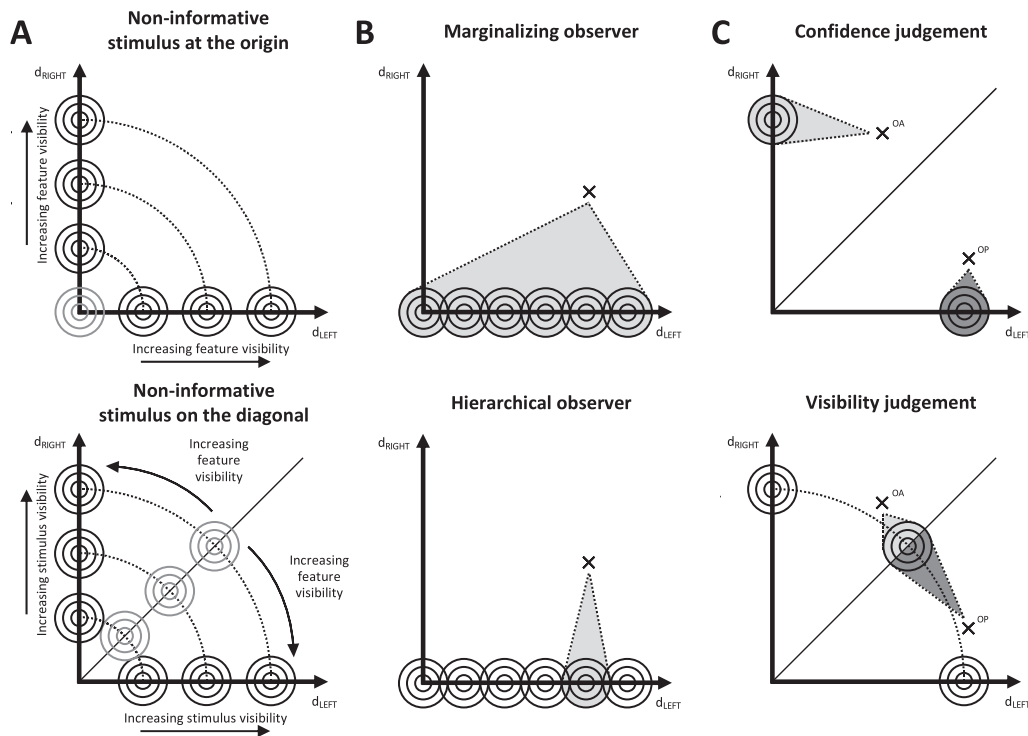 A
Non-informative
stimulus at the origin
dRIGHT
Increasing feature visibility
dLEFT
Increasing feature visibility
B
Marginalizing observer
dRIGHT
dLEFT
C
Confidence judgement
dRIGHT
OA
OP
dLEFT
Non-informative
stimulus on the diagonal
dRIGHT
Increasing
feature
visibility
Increasing
feature
visibility
Increasing stimulus visibility
dLEFT
Increasing stimulus visibility
Hierarchical observer
dRIGHT
dLEFT
Visibility judgement
dRIGHT
OA
OP
dLEFT